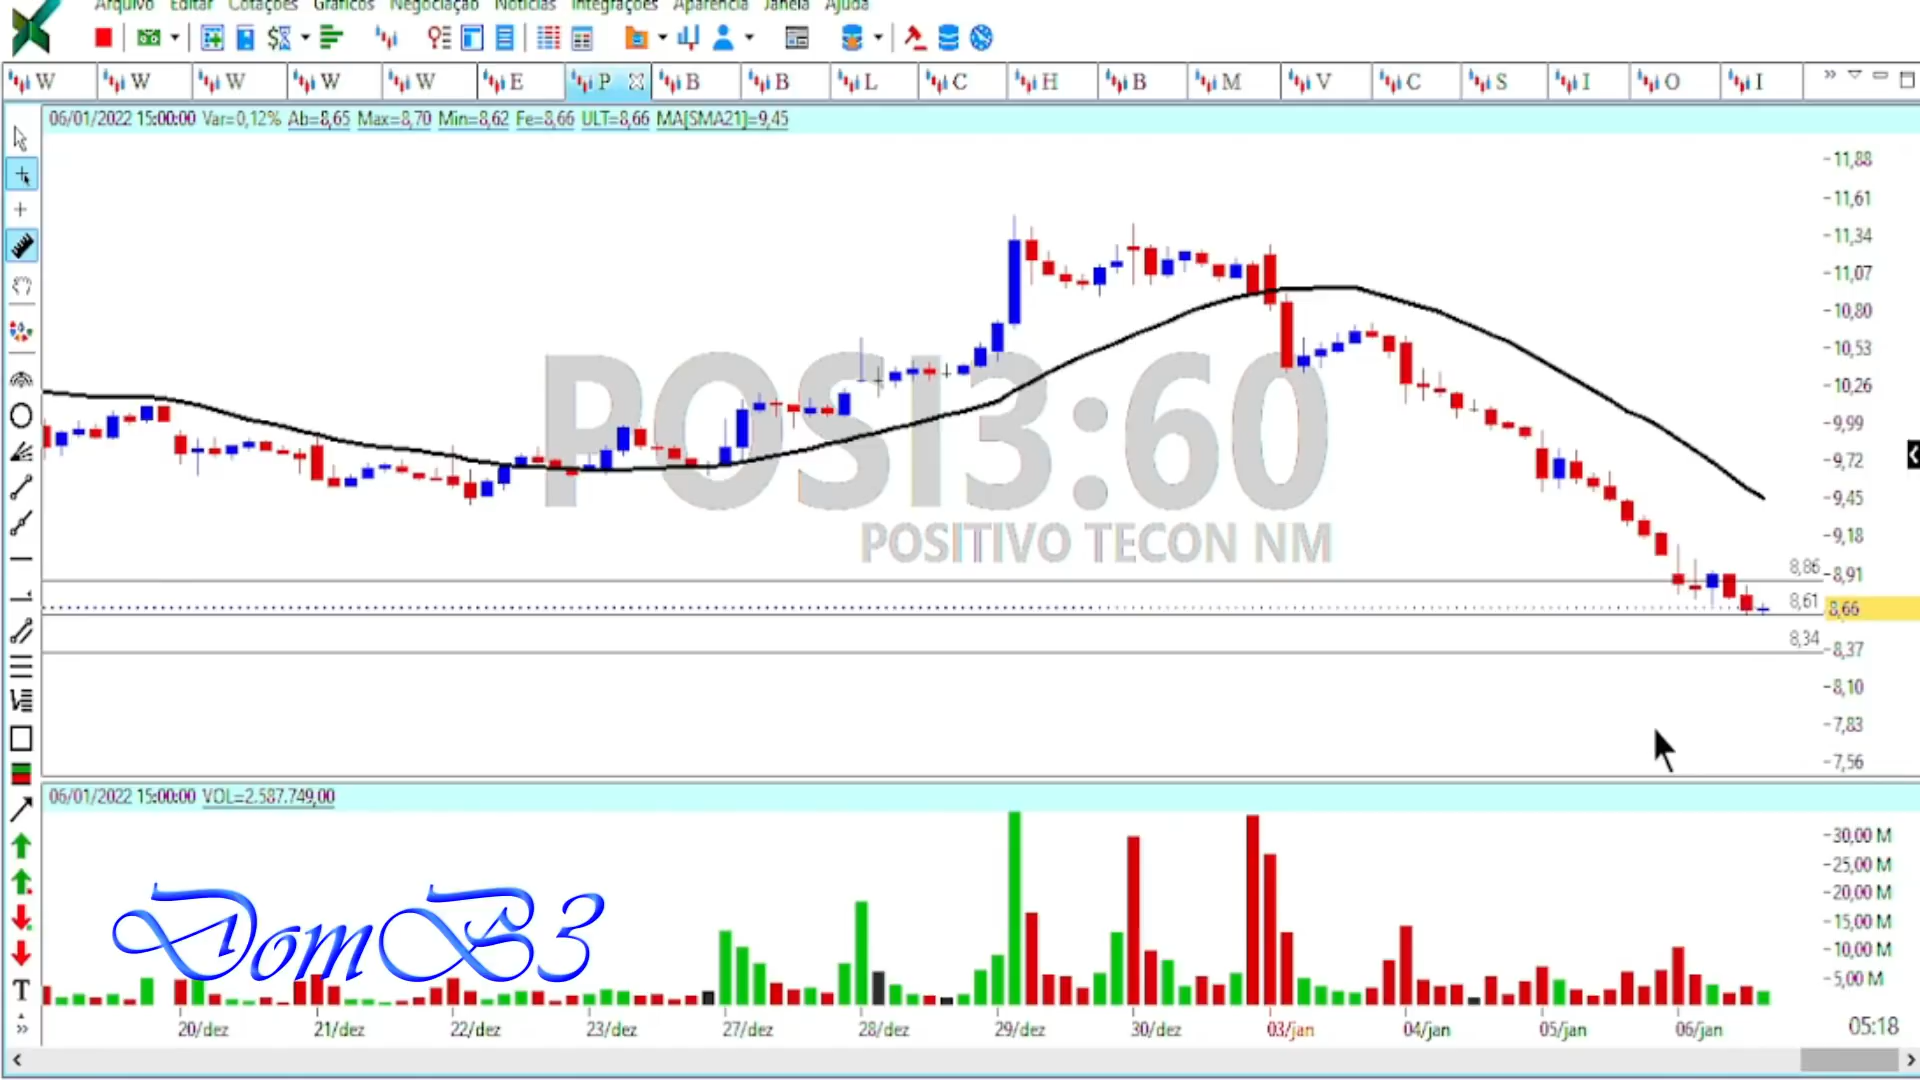 Arquivo Editar Cotações Gráficos Negociação Notícias Integrações Aparência Janela Ajuda
W W W W W E P B B L C H B M V C S I O I
06/01/2022 15:00:00 Var=0,12% Ab=8,65 Max=8,70 Min=8,62 Fe=8,66 ULT=8,66 MA[SMA21]=9,45
11,88
11,61
11,34
11,07
10,80
10,53
10,26
9,99
9,72
9,45
9,18
8,91
8,66
8,37
8,10
7,83
7,56
POSI3:60
POSITIVO TECON NM
8,86
8,61
8,34
06/01/2022 15:00:00 VOL=2.587.749,00
30,00 M
25,00 M
20,00 M
15,00 M
10,00 M
5,00 M
DomB3
T
20/dez 21/dez 22/dez 23/dez 27/dez 28/dez 29/dez 30/dez 03/jan 04/jan 05/jan 06/jan 05:18